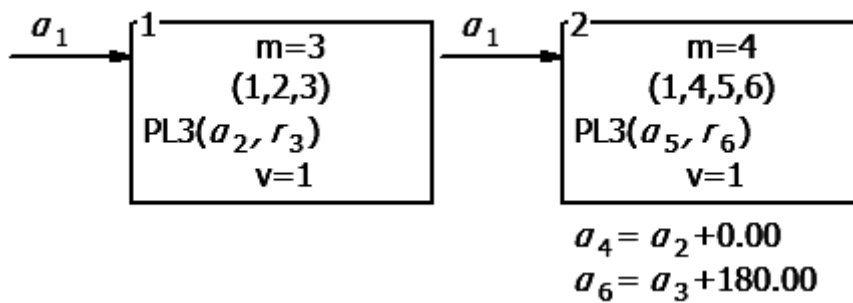 a₁
1
m=3
(1,2,3)
PL3(a₂, r₃)
v=1
a₁
2
m=4
(1,4,5,6)
PL3(a₅, r₆)
v=1
a₄= a₂+0.00
a₆= a₃+180.00